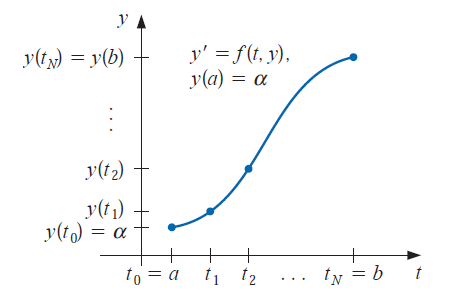 y
y(t_N) = y(b)
y' = f(t, y),
y(a) = α
⋮
y(t_2)
y(t_1)
y(t_0) = α
t_0 = a t_1 t_2 ... t_N = b t